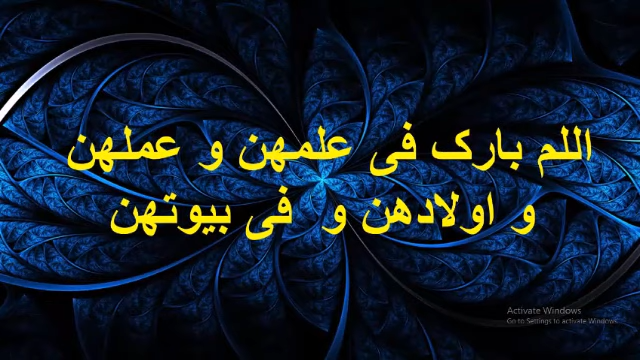 اللم بارک فی علمهن و عملهن
و اولادهن و فی بیوتهن
Activate Windows
Go to Settings to activate Windows.